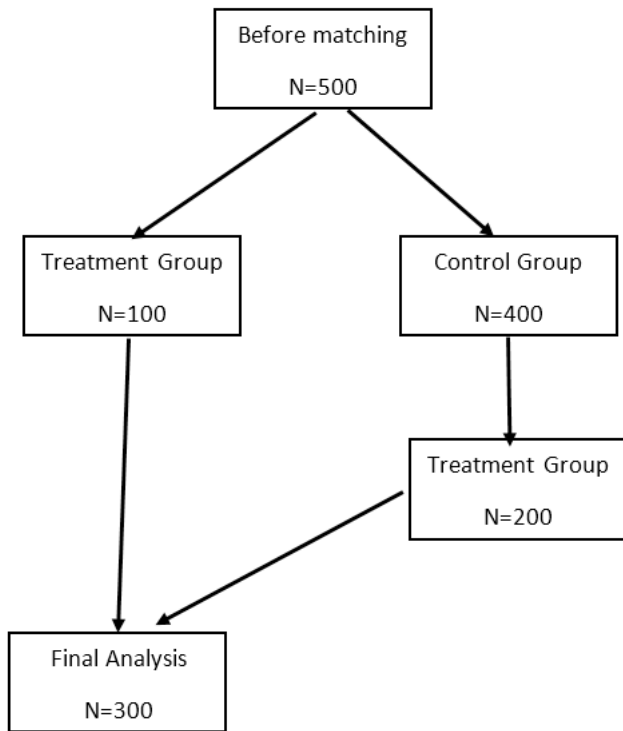 Before matching
N=500
Treatment Group
N=100
Control Group
N=400
Treatment Group
N=200
Final Analysis
N=300